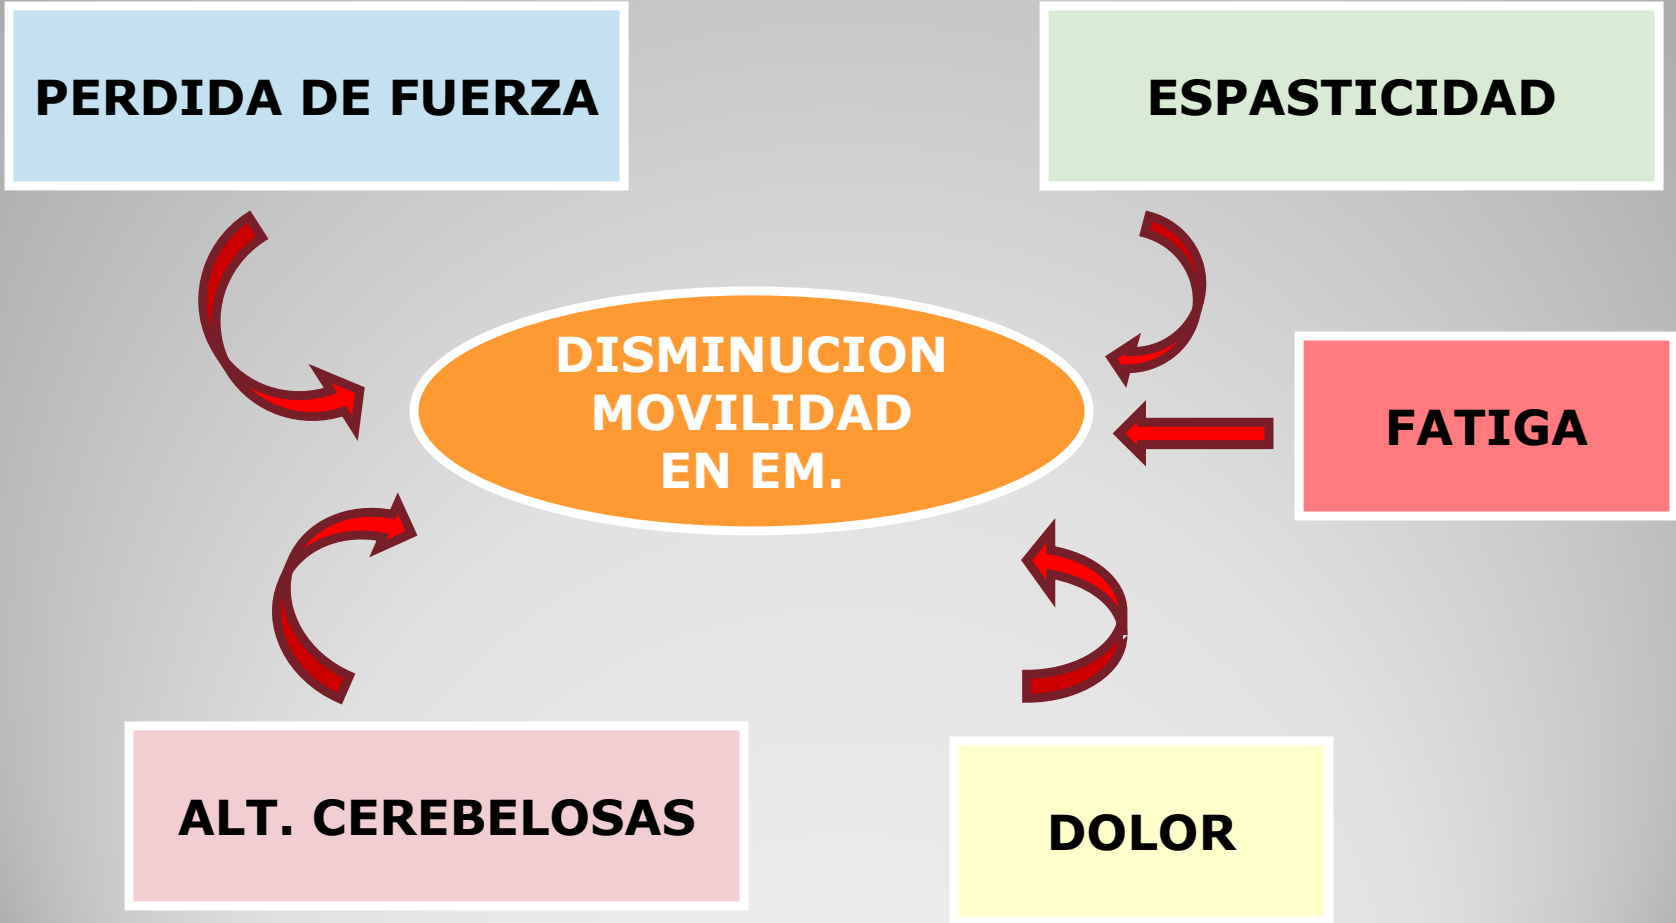 PERDIDA DE FUERZA
ESPASTICIDAD
DISMINUCION
MOVILIDAD
EN EM.
FATIGA
ALT. CEREBELOSAS
DOLOR